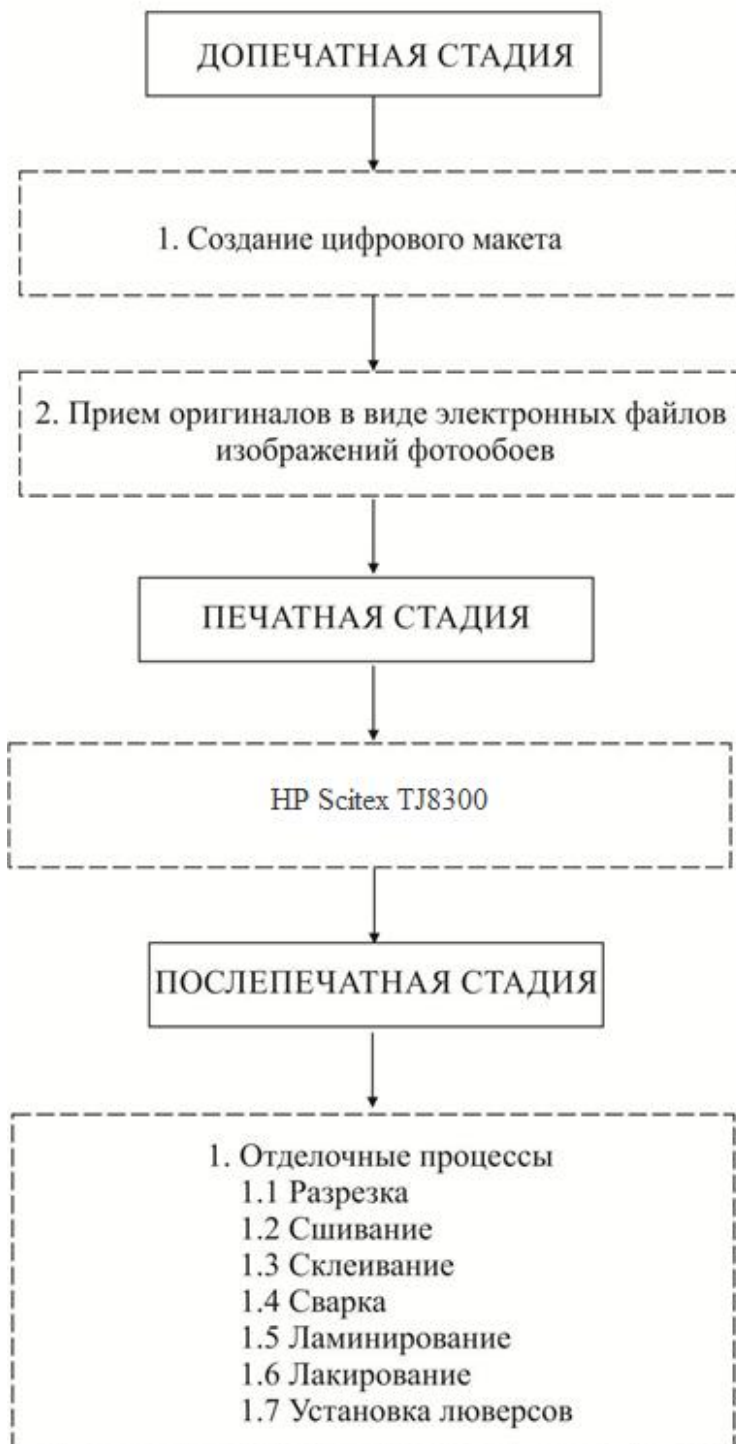 ДОПЕЧАТНАЯ СТАДИЯ
1. Создание цифрового макета
2. Прием оригиналов в виде электронных файлов
изображений фотообоев
ПЕЧАТНАЯ СТАДИЯ
HP Scitex TJ8300
ПОСЛЕПЕЧАТНАЯ СТАДИЯ
1. Отделочные процессы
1.1 Разрезка
1.2 Сшивание
1.3 Склеивание
1.4 Сварка
1.5 Ламинирование
1.6 Лакирование
1.7 Установка люверсов